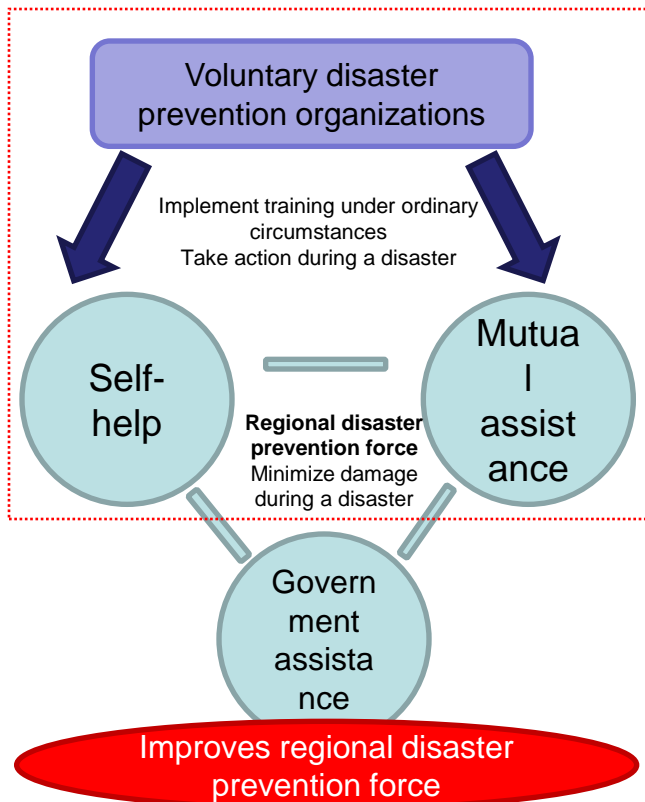 Voluntary disaster
prevention organizations
Implement training under ordinary
circumstances
Take action during a disaster
Self-
help
Mutua
l
assist
ance
Regional disaster
prevention force
Minimize damage
during a disaster
Govern
ment
assista
nce
Improves regional disaster
prevention force